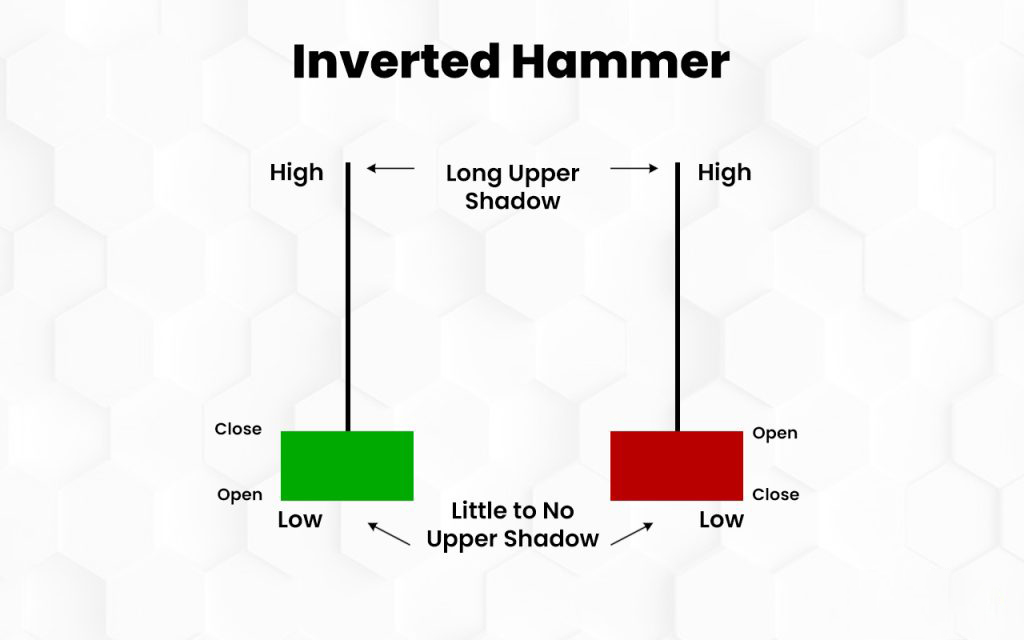 Inverted Hammer
High
Long Upper
Shadow
High
Close
Open
Open
Close
Low
Little to No
Upper Shadow
Low